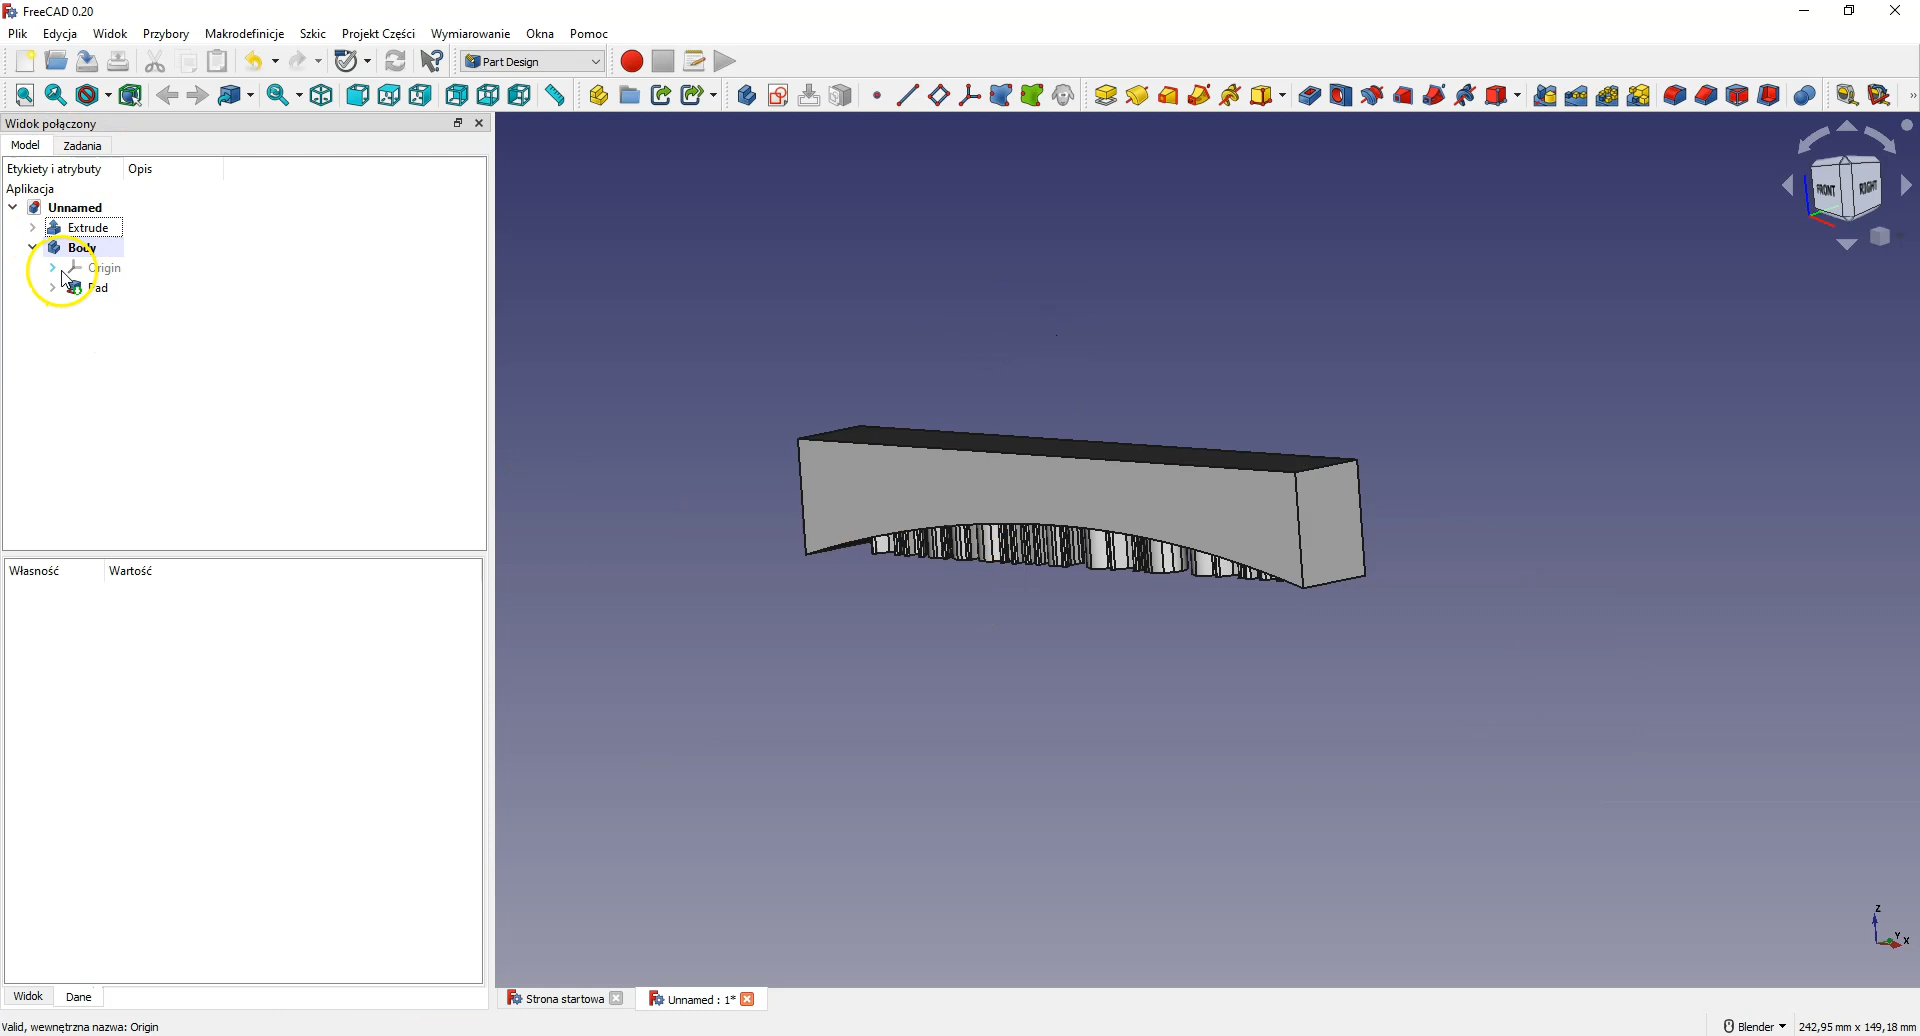 FreeCAD 0.20
Plik Edycja Widok Przybory Makrodefinicje Szkic Projekt Części Wymiarowanie Okna Pomoc
Part Design
Widok połączony
Model Zadania
Etykiety i atrybuty Opis
Aplikacja
Unnamed
Extrude
Body
Origin
Pad
FRONT RIGHT
Własność Wartość
Z
Y
X
Widok Dane
Strona startowa Unnamed : 1*
Valid, wewnętrzna nazwa: Origin
Blender 242,95 mm x 149,18 mm